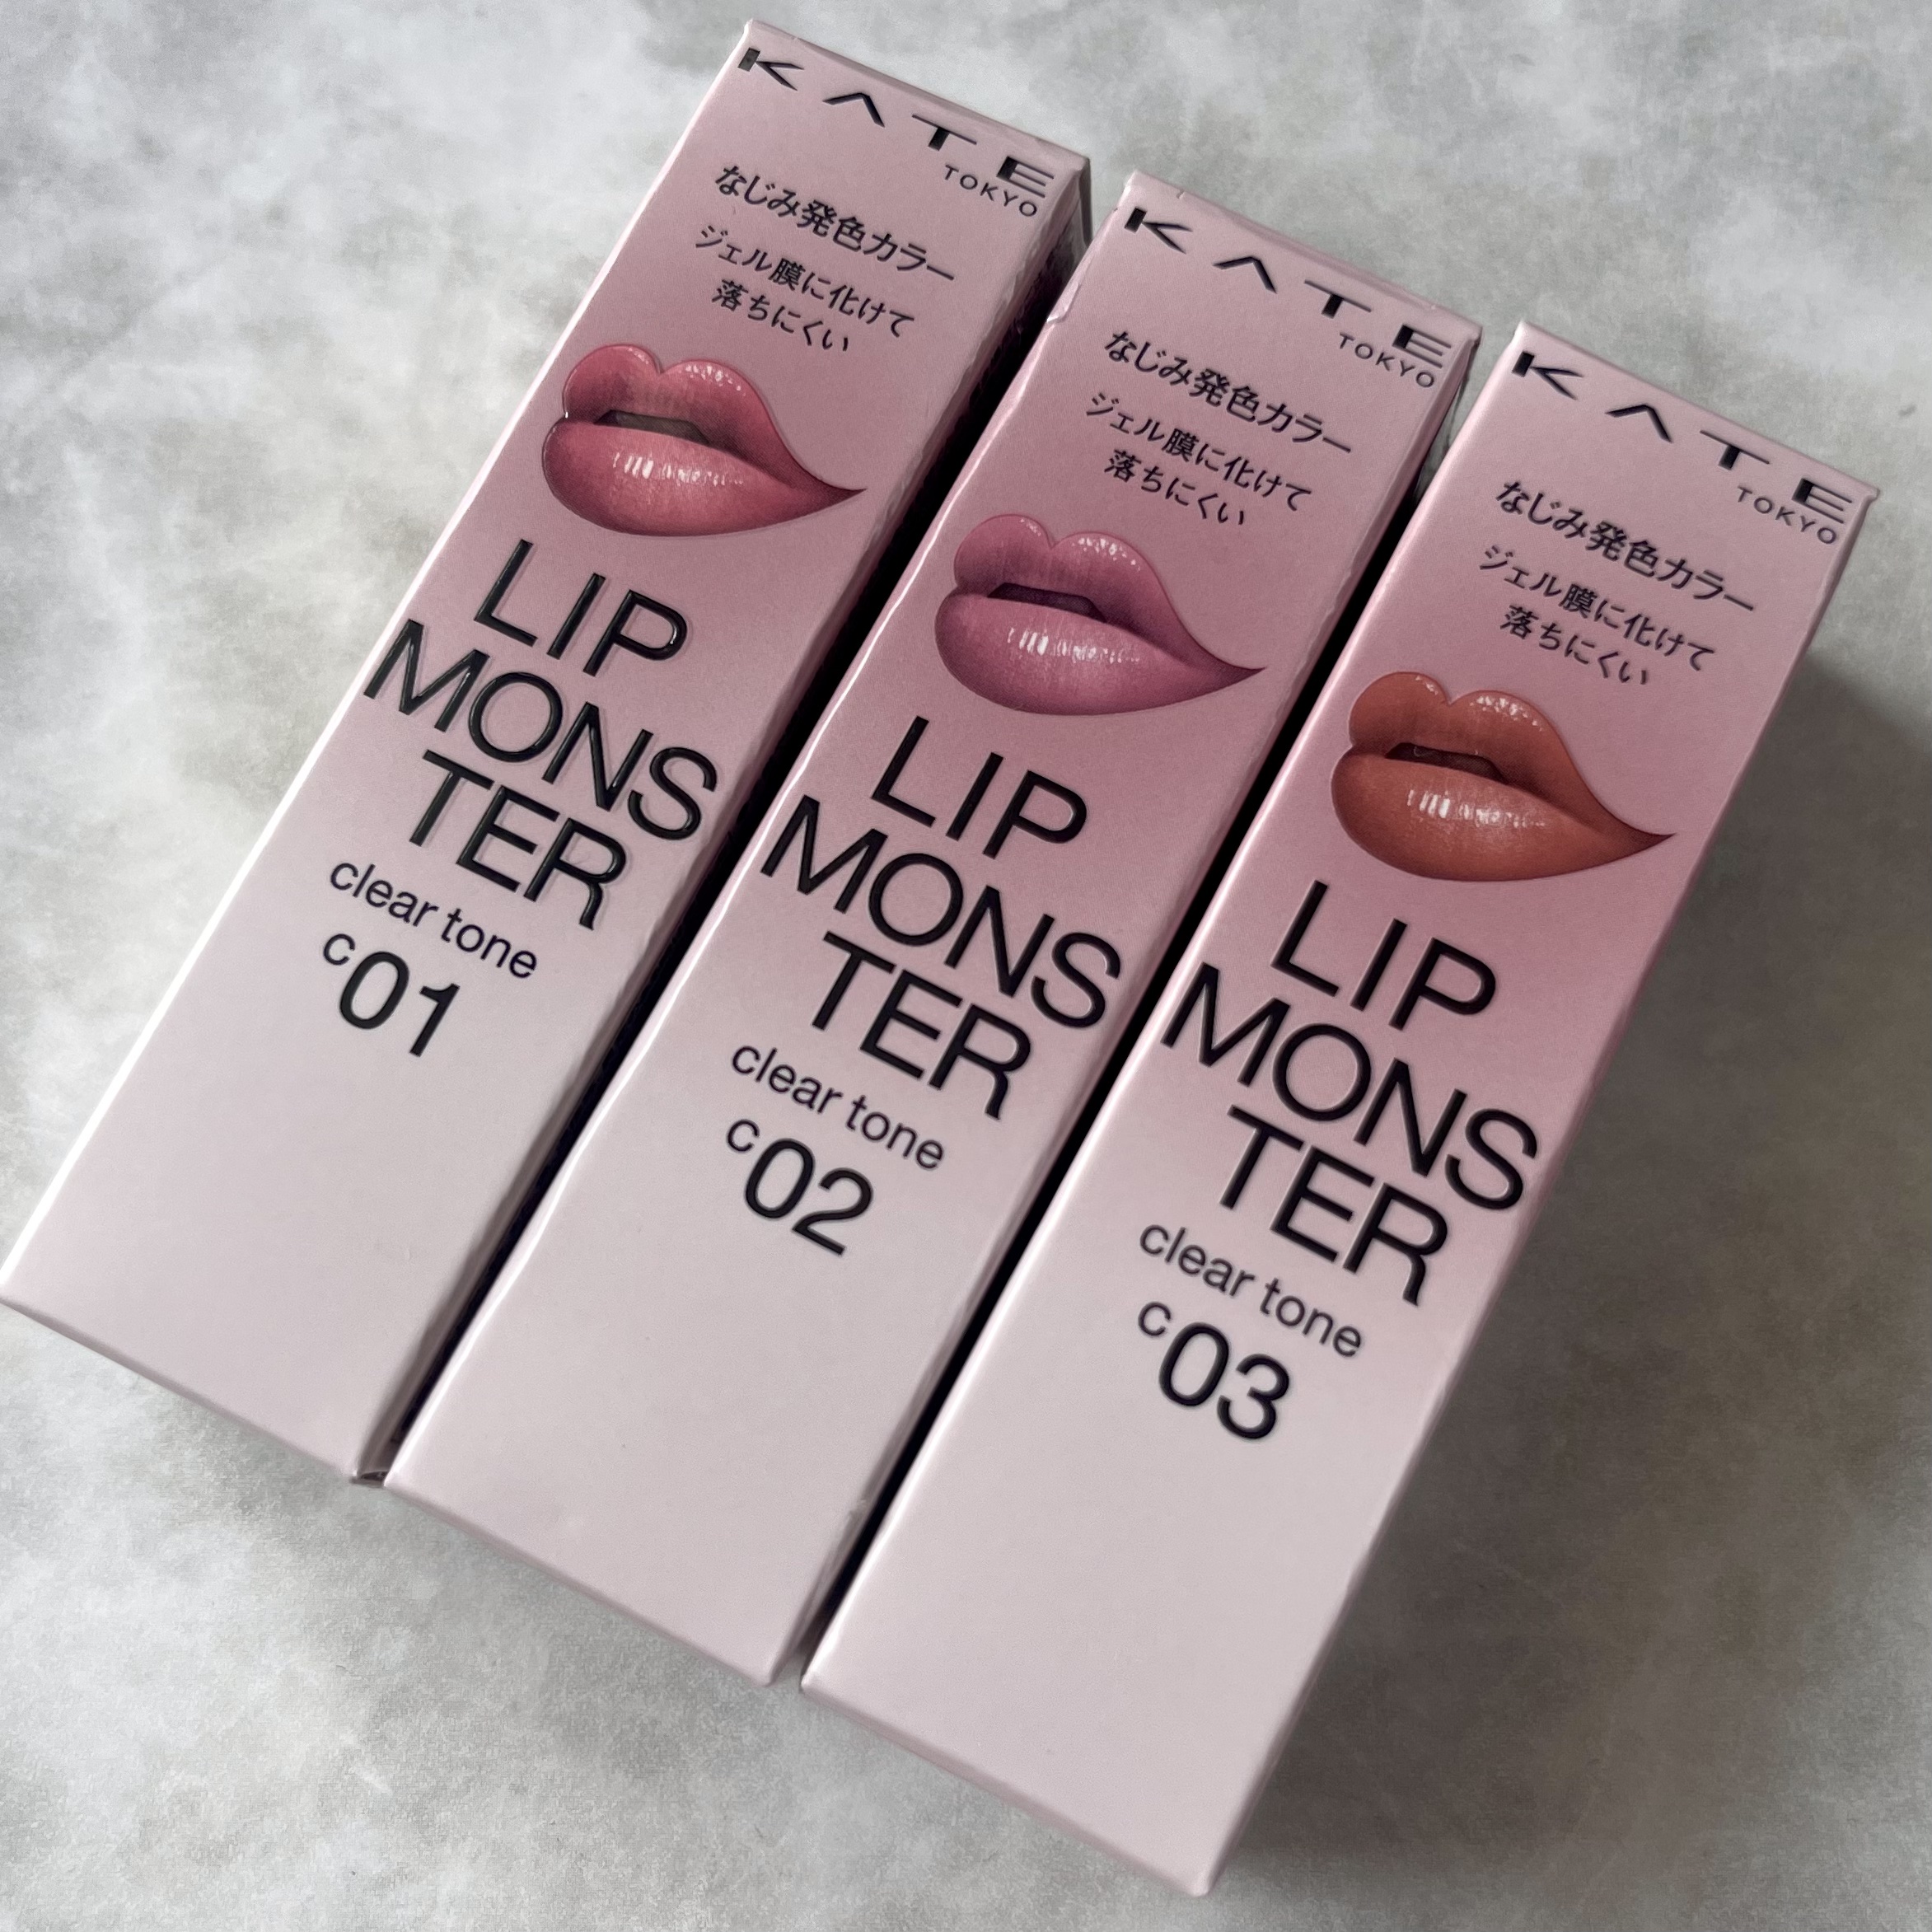 KATE
TOKYO
なじみ発色カラー
ジェル膜に化けて
落ちにくい
LIP
MONS
TER
clear tone
C01
KATE
TOKYO
なじみ発色カラー
ジェル膜に化けて
落ちにくい
LIP
MONS
TER
clear tone
C02
KATE
TOKYO
なじみ発色カラー
ジェル膜に化けて
落ちにくい
LIP
MONS
TER
clear tone
C03